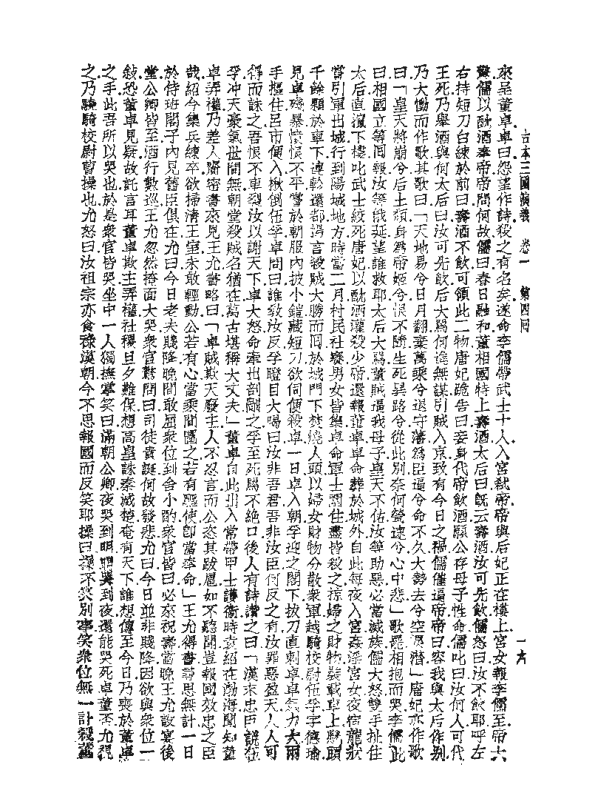 古本三國演義 卷一 第四回 一六
來呈董卓卓曰怨望作詩殺之有名矣遂命李儒帶武士十人入宮弒帝帝與后妃正在樓上宮女報李儒至帝大
驚儒以酖酒奉帝帝問何故儒曰春日融和董相國特上壽酒太后曰既云壽酒汝可先飲儒怒曰汝不飲耶呼左
右持短刀白練於前曰壽酒不飲可領此二物唐妃跪告曰妾身代帝飲酒願公存母子性命儒叱曰汝何人可代
王死乃舉酒與何太后曰汝可先飲后大罵何進無謀引賊入京致有今日之禍儒催逼帝帝曰容我與太后作別
乃大慟而作歌其歌曰「天地易兮日月翻棄萬乘兮退守藩為臣逼兮命不久大勢去兮空淚潸」唐妃亦作歌
曰「皇天將崩兮后土頹身為帝姬兮恨不隨生死異路兮從此別奈何煢速兮心中悲」歌罷相抱而哭李儒叱
曰相國立等回報汝等俄延望誰救耶太后大罵董賊逼我母子皇天不佑汝等助惡必當滅族儒大怒雙手扯住
太后直攛下樓叱武士絞死唐妃以酖酒灌殺少帝還報董卓卓命葬於城外自此每夜入宮姦淫宮女夜宿龍牀
嘗引軍出城行到陽城地方時當二月村民社賽男女皆集卓命軍士圍住盡皆殺之掠婦女財物裝載車上懸頭
千餘顆於車下連軫還都揚言殺賊大勝而回於城門下焚燒人頭以婦女財物分散眾軍越騎校尉伍孚字德瑜
見卓殘暴憤恨不平嘗於朝服內披小鎧藏短刀欲伺便殺卓一日卓入朝孚迎之閣下拔刀直刺卓卓氣力大兩
手摳住呂布便入揪倒伍孚卓問曰誰教汝反孚瞪目大喝曰汝非吾君吾非汝臣何反之有汝罪惡盈天人人可
得而誅之吾恨不車裂汝以謝天下卓大怒命牽出剖剮之孚至死罵不絕口後人有詩讚之曰「漢末忠臣說伍
孚冲天豪氣世間無朝堂殺賊名猶在萬古堪稱大丈夫」董卓自此出入常帶甲士護衛時袁紹在渤海聞知董
卓弄權乃差人齎密書來見王允書略曰「卓賊欺天廢主人不忍言而公恣其跋扈如不聽聞豈報國效忠之臣
哉紹今集兵練卒欲掃清王室未敢輕動公若有心當乘間圖之若有驅使即當奉命」王允得書尋思無計一日
於侍班閣子內見舊臣俱在允曰今日老夫賤降晚間敢屈眾位到舍小酌眾官皆曰必來祝壽當晚王允設宴後
堂公卿皆至酒行數巡王允忽然掩面大哭眾官驚問曰司徒貴誕何故發悲允曰今日並非賤降因欲與眾位一
敍恐董卓見疑故託言耳董卓欺主弄權社稷旦夕難保想高皇誅秦滅楚奄有天下誰想傳至今日乃喪於董卓
之手此吾所以哭也於是眾官皆哭坐中一人獨撫掌笑曰滿朝公卿夜哭到明明哭到夜還能哭死董卓否允視
之乃驍騎校尉曹操也允怒曰汝祖宗亦食祿漢朝今不思報國而反笑耶操曰操不笑別事笑眾位無一計殺董